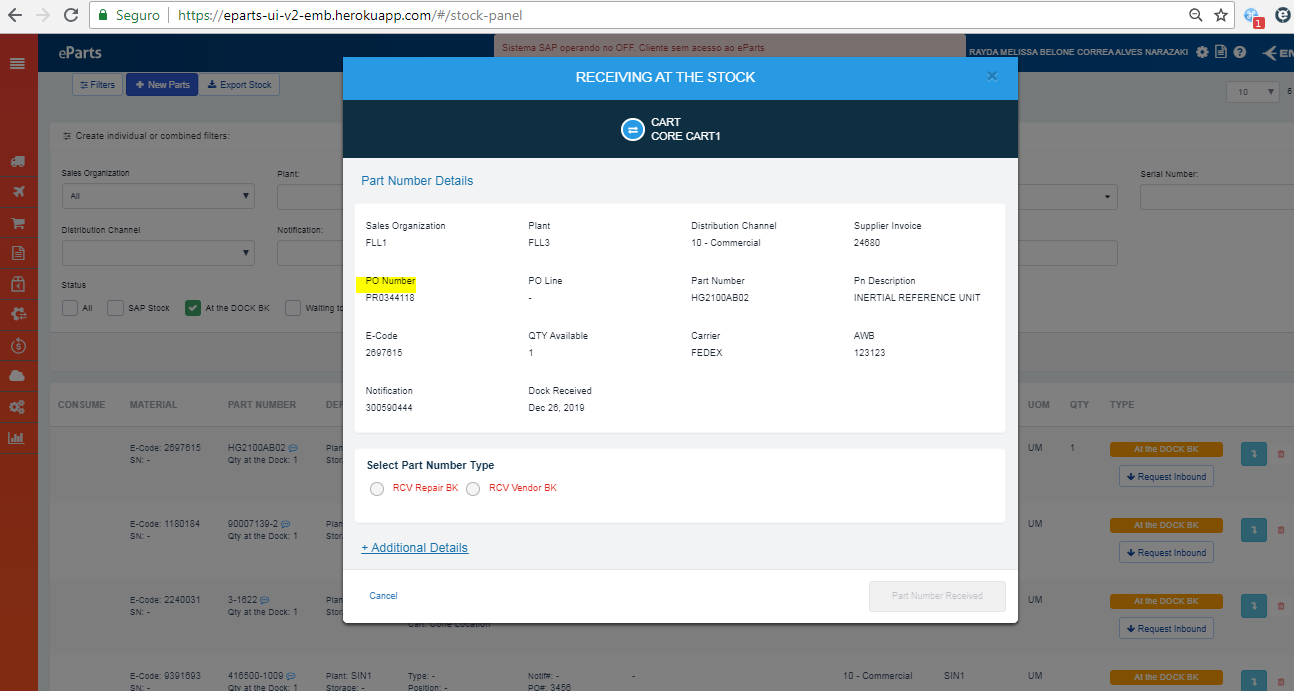 Seguro https://eparts-ui-v2-emb.herokuapp.com/#/stock-panel
1
eParts
Sistema SAP operando no OFF. Cliente sem acesso ao eParts
RAYDA MELISSA BELONE CORREA ALVES NARAZAKI
Filters
New Parts
Export Stock
10
6
RECEIVING AT THE STOCK
CART
CORE CART1
Create individual or combined filters:
Sales Organization
All
Plant:
Serial Number:
Distribution Channel
Notification:
Status
All
SAP Stock
At the DOCK BK
Waiting to
Part Number Details
Sales Organization Plant Distribution Channel Supplier Invoice
FLL1 FLL3 10 - Commercial 24680
PO Number PO Line Part Number Pn Description
PR0344118 - HG2100AB02 INERTIAL REFERENCE UNIT
E-Code QTY Available Carrier AWB
2697615 1 FEDEX 123123
Notification Dock Received
300590444 Dec 26, 2019
Select Part Number Type
RCV Repair BK RCV Vendor BK
+ Additional Details
Cancel Part Number Received
CONSUME MATERIAL PART NUMBER UOM QTY TYPE
E-Code: 2697615 HG2100AB02 UM 1 At the DOCK BK
SN: - Qty at the Dock: 1
Request Inbound
E-Code: 1180184 90007139-2 UM At the DOCK BK
SN: - Qty at the Dock: 1
Request Inbound
E-Code: 2240031 3-1622 UM At the DOCK BK
SN: - Qty at the Dock: 1
Request Inbound
E-Code: 9391693 416500-1009 Plant: SIN1 Type: - Notif#: - - 10 - Commercial SIN1 UM At the DOCK BK
SN: - Qty at the Dock: 1 Storage: - Position: - PO#: 3456